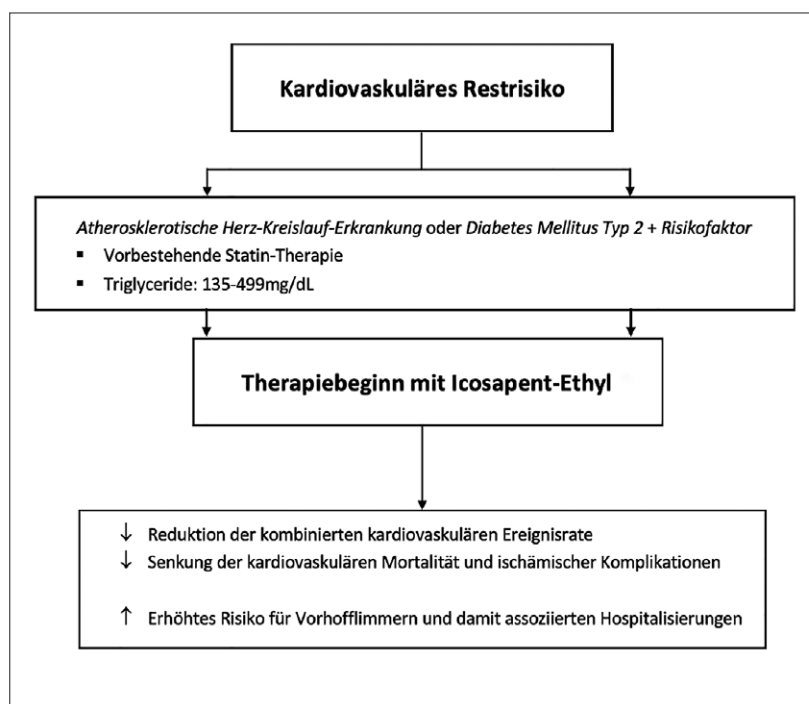 Kardiovaskuläres Restrisiko
Atherosklerotische Herz-Kreislauf-Erkrankung oder Diabetes Mellitus Typ 2 + Risikofaktor
▪ Vorbestehende Statin-Therapie
▪ Triglyceride: 135-499mg/dL
Therapiebeginn mit Icosapent-Ethyl
↓ Reduktion der kombinierten kardiovaskulären Ereignisrate
↓ Senkung der kardiovaskulären Mortalität und ischämischer Komplikationen
↑ Erhöhtes Risiko für Vorhofflimmern und damit assoziierten Hospitalisierungen